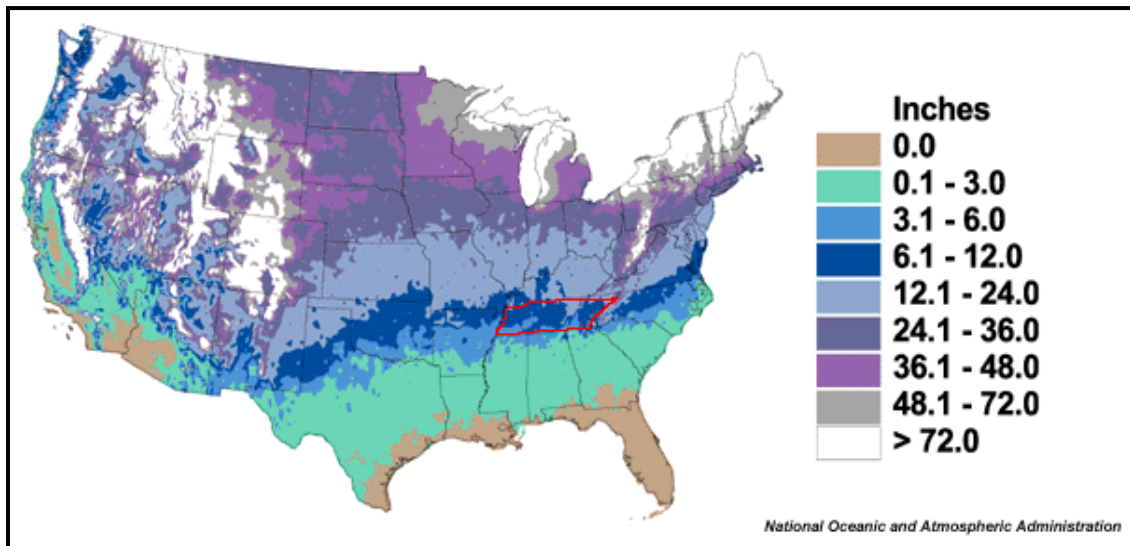 Inches
0.0
0.1 - 3.0
3.1 - 6.0
6.1 - 12.0
12.1 - 24.0
24.1 - 36.0
36.1 - 48.0
48.1 - 72.0
> 72.0
National Oceanic and Atmospheric Administration